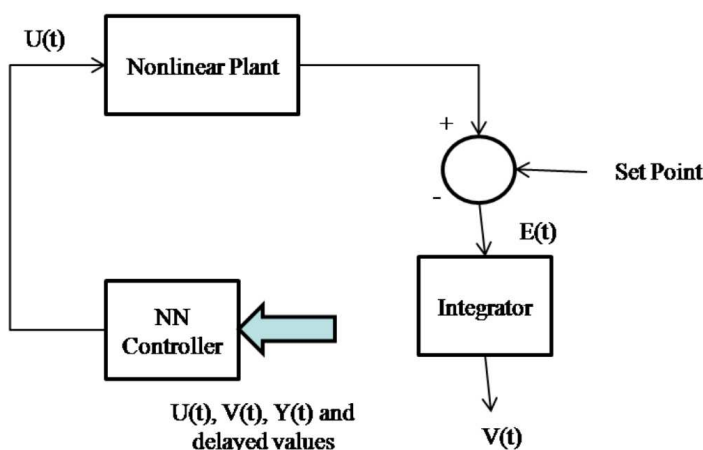 U(t)
Nonlinear Plant
+
Set Point
-
E(t)
NN
Controller
Integrator
U(t), V(t), Y(t) and
delayed values
V(t)